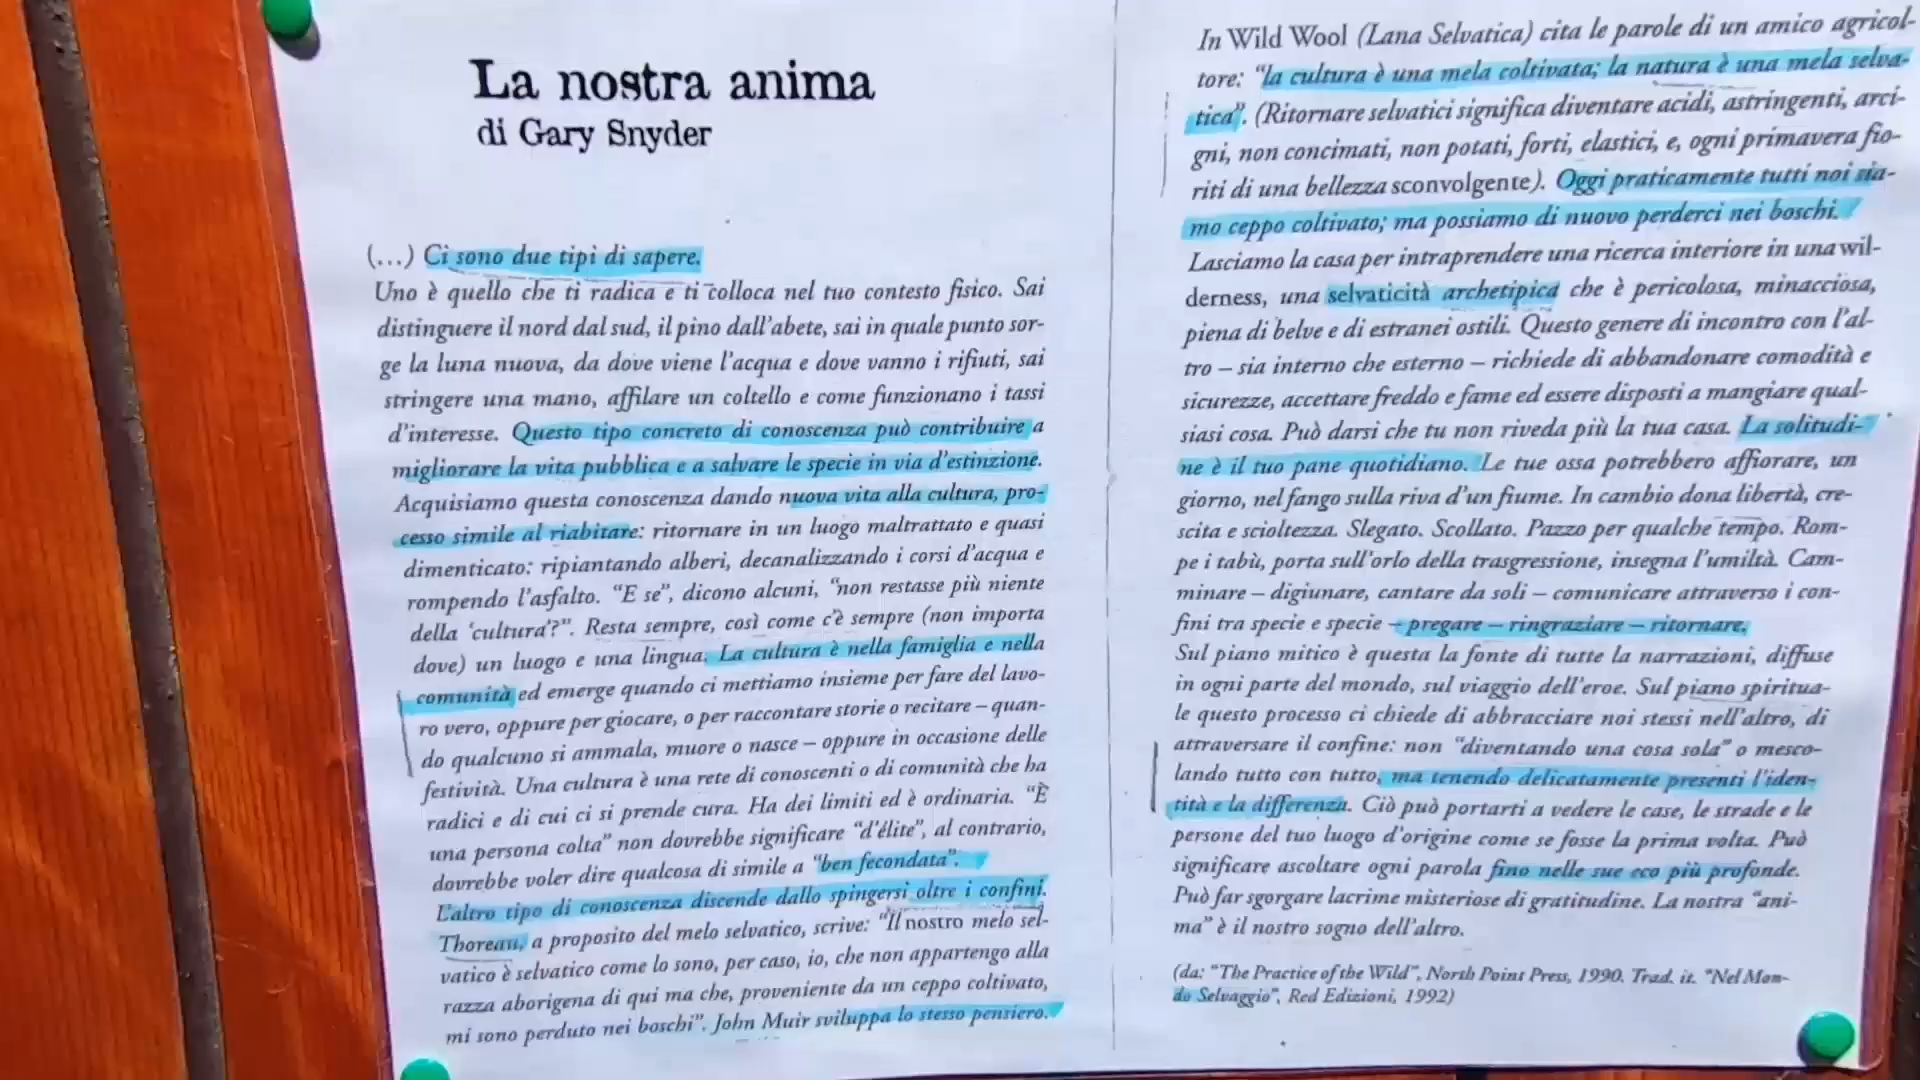 La nostra anima
di Gary Snyder
(...) Ci sono due tipi di sapere.
Uno è quello che ti radica e ti colloca nel tuo contesto fisico. Sai
distinguere il nord dal sud, il pino dall'abete, sai in quale punto sor-
ge la luna nuova, da dove viene l'acqua e dove vanno i rifiuti, sai
stringere una mano, affilare un coltello e come funzionano i tassi
d'interesse. Questo tipo concreto di conoscenza può contribuire a
migliorare la vita pubblica e a salvare le specie in via d'estinzione.
Acquisiamo questa conoscenza dando nuova vita alla cultura, pro-
cesso simile al riabitare: ritornare in un luogo maltrattato e quasi
dimenticato: ripiantando alberi, decanalizzando i corsi d'acqua e
rompendo l'asfalto. "E se", dicono alcuni, "non restasse più niente
della 'cultura'?". Resta sempre, così come c'è sempre (non importa
dove) un luogo e una lingua. La cultura è nella famiglia e nella
comunità ed emerge quando ci mettiamo insieme per fare del lavo-
ro vero, oppure per giocare, o per raccontare storie o recitare – quan-
do qualcuno si ammala, muore o nasce – oppure in occasione delle
festività. Una cultura è una rete di conoscenti o di comunità che ha
radici e di cui ci si prende cura. Ha dei limiti ed è ordinaria. "È
una persona colta" non dovrebbe significare "d'élite", al contrario,
dovrebbe voler dire qualcosa di simile a "ben fecondata".
L'altro tipo di conoscenza discende dallo spingersi oltre i confini.
Thoreau, a proposito del melo selvatico, scrive: "Il nostro melo sel-
vatico è selvatico come lo sono, per caso, io, che non appartengo alla
razza aborigena di qui ma che, proveniente da un ceppo coltivato,
mi sono perduto nei boschi". John Muir sviluppa lo stesso pensiero.
In Wild Wool (Lana Selvatica) cita le parole di un amico agricol-
tore: "la cultura è una mela coltivata; la natura è una mela selva-
tica". (Ritornare selvatici significa diventare acidi, astringenti, arci-
gni, non concimati, non potati, forti, elastici, e, ogni primavera fio-
riti di una bellezza sconvolgente). Oggi praticamente tutti noi sia-
mo ceppo coltivato; ma possiamo di nuovo perderci nei boschi.
Lasciamo la casa per intraprendere una ricerca interiore in una wil-
derness, una selvaticità archetipica che è pericolosa, minacciosa,
piena di belve e di estranei ostili. Questo genere di incontro con l'al-
tro – sia interno che esterno – richiede di abbandonare comodità e
sicurezze, accettare freddo e fame ed essere disposti a mangiare qual-
siasi cosa. Può darsi che tu non riveda più la tua casa. La solitudi-
ne è il tuo pane quotidiano. Le tue ossa potrebbero affiorare, un
giorno, nel fango sulla riva d'un fiume. In cambio dona libertà, cre-
scita e scioltezza. Slegato. Scollato. Pazzo per qualche tempo. Rom-
pe i tabù, porta sull'orlo della trasgressione, insegna l'umiltà. Cam-
minare – digiunare, cantare da soli – comunicare attraverso i con-
fini tra specie e specie – pregare – ringraziare – ritornare.
Sul piano mitico è questa la fonte di tutte la narrazioni, diffuse
in ogni parte del mondo, sul viaggio dell'eroe. Sul piano spiritua-
le questo processo ci chiede di abbracciare noi stessi nell'altro, di
attraversare il confine: non "diventando una cosa sola" o mesco-
lando tutto con tutto, ma tenendo delicatamente presenti l'iden-
tità e la differenza. Ciò può portarti a vedere le case, le strade e le
persone del tuo luogo d'origine come se fosse la prima volta. Può
significare ascoltare ogni parola fino nelle sue eco più profonde.
Può far sgorgare lacrime misteriose di gratitudine. La nostra "ani-
ma" è il nostro sogno dell'altro.
(da: "The Practice of the Wild", North Point Press, 1990. Trad. it. "Nel Mon-
do Selvaggio", Red Edizioni, 1992)